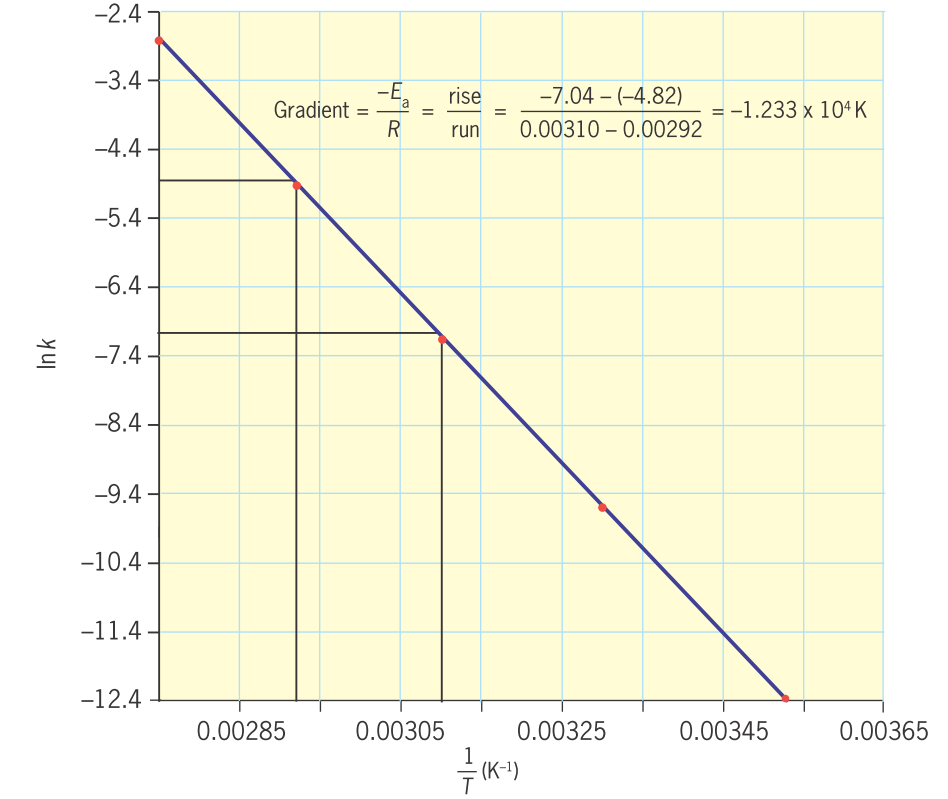 −2.4
−3.4
−4.4
−5.4
−6.4
−7.4
−8.4
−9.4
−10.4
−11.4
−12.4
ln k
Gradient = −Eₐ/R = rise/run = −7.04 − (−4.82)/0.00310 − 0.00292 = −1.233 x 10⁴ K
0.00285 0.00305 0.00325 0.00345 0.00365
1/T (K⁻¹)